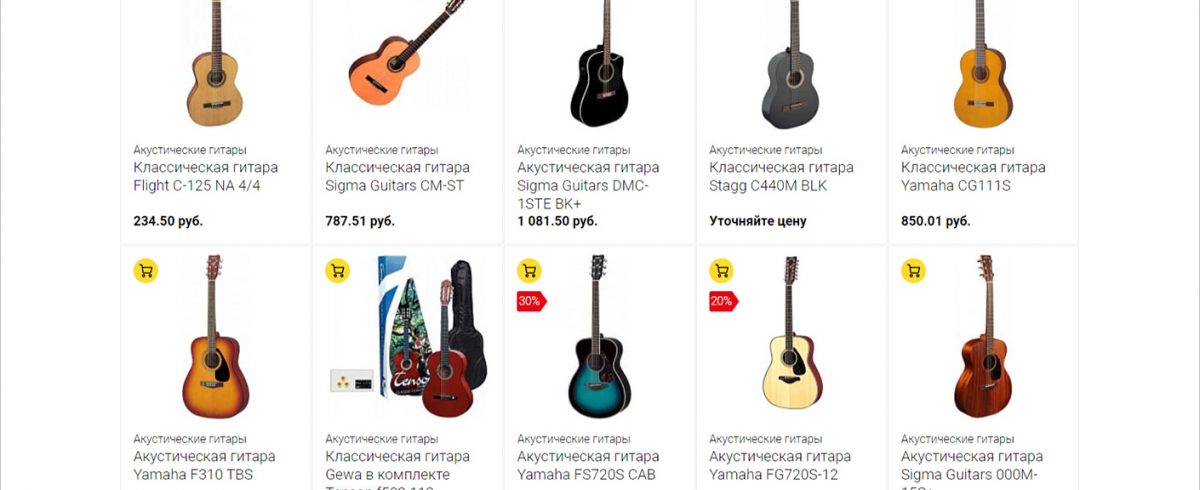 Акустические гитары
Классическая гитара
Flight C-125 NA 4/4
234.50 руб.
Акустические гитары
Классическая гитара
Sigma Guitars CM-ST
787.51 руб.
Акустические гитары
Акустическая гитара
Sigma Guitars DMC-
1STE BK+
1 081.50 руб.
Акустические гитары
Классическая гитара
Stagg C440M BLK
Уточняйте цену
Акустические гитары
Классическая гитара
Yamaha CG111S
850.01 руб.
Акустические гитары
Акустическая гитара
Yamaha F310 TBS
Акустические гитары
Классическая гитара
Gewa в комплекте
30%
Акустические гитары
Акустическая гитара
Yamaha FS720S CAB
20%
Акустические гитары
Акустическая гитара
Yamaha FG720S-12
Акустические гитары
Акустическая гитара
Sigma Guitars 000M-